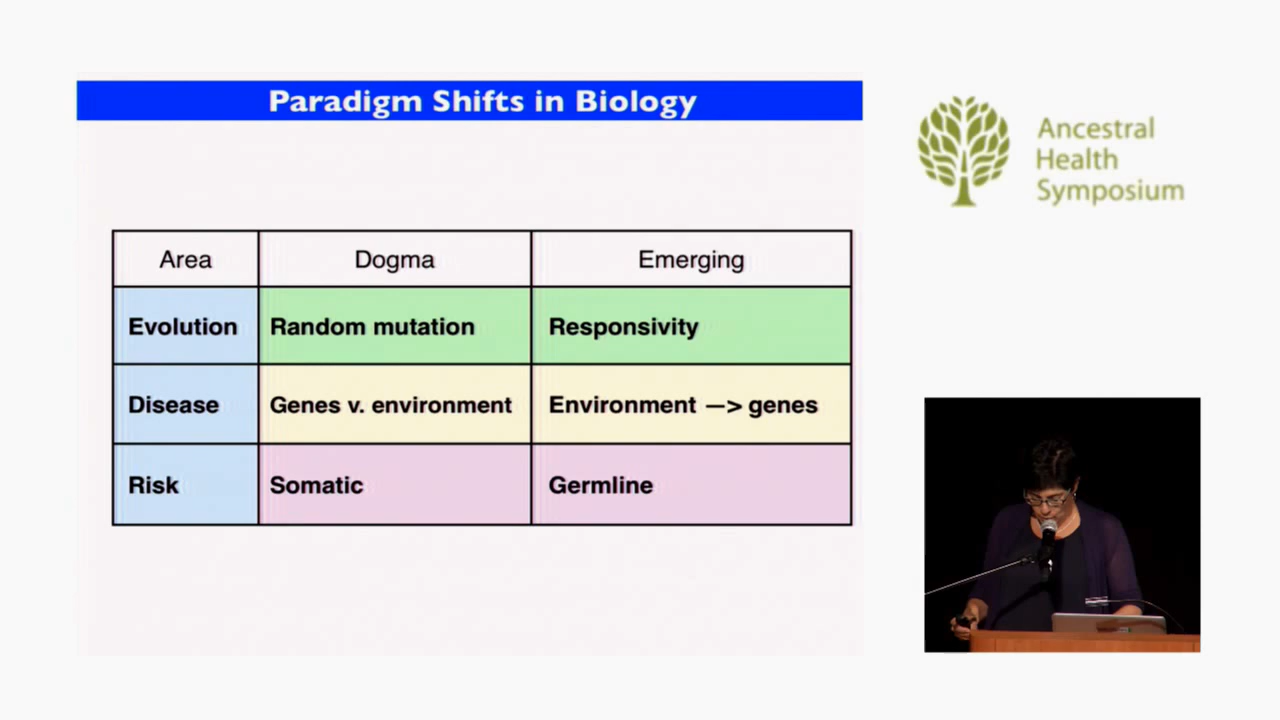 Paradigm Shifts in Biology
Ancestral
Health
Symposium
Area Dogma Emerging
Evolution Random mutation Responsivity
Disease Genes v. environment Environment —> genes
Risk Somatic Germline